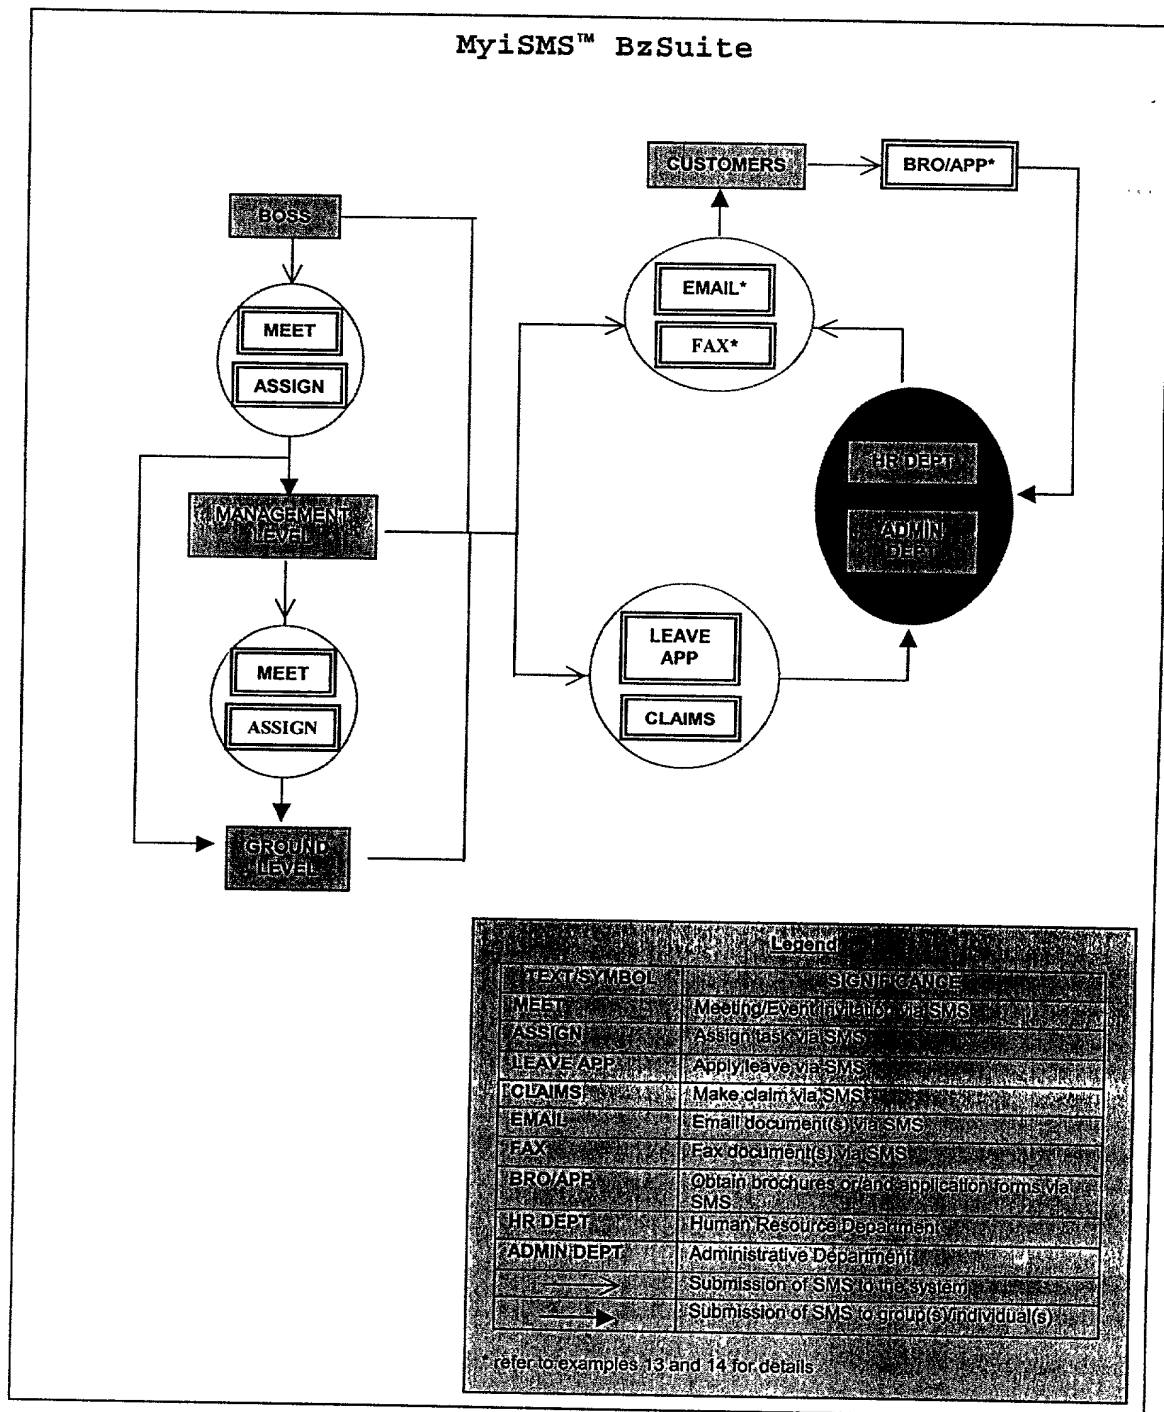 MyiSMS™ BzSuite
CUSTOMERS
BRO/APP*
BOSS
EMAIL*
FAX*
MEET
ASSIGN
HR DEPT
ADMIN
DEPT
MANAGEMENT
LEVEL
LEAVE
APP
CLAIMS
MEET
ASSIGN
GROUND
LEVEL
Legend
TEXT/SYMBOL SIGNIFICANCE
MEET Meeting/Event invitation via SMS
ASSIGN Assign task via SMS
LEAVE APP Apply leave via SMS
CLAIMS Make claim via SMS
EMAIL Email document(s) via SMS
FAX Fax document(s) via SMS
BRO/APP Obtain brochures or/and application forms via
SMS
HR DEPT Human Resource Department
ADMIN DEPT Administrative Department
Submission of SMS to the system
Submission of SMS to group(s)/individual(s)
* refer to examples 13 and 14 for details